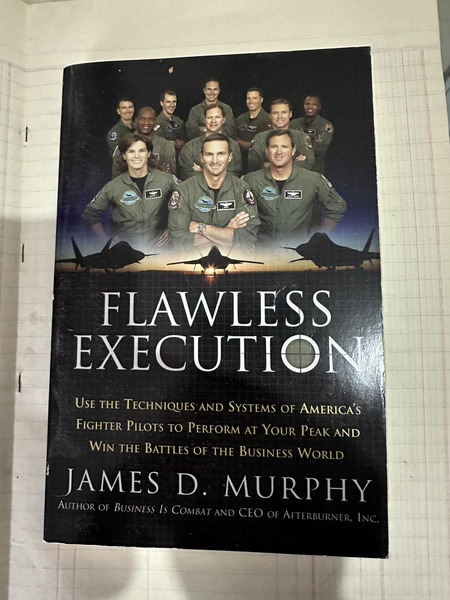 FLAWLESS
EXECUTION
USE THE TECHNIQUES AND SYSTEMS OF AMERICA'S
FIGHTER PILOTS TO PERFORM AT YOUR PEAK AND
WIN THE BATTLES OF THE BUSINESS WORLD
JAMES D. MURPHY
AUTHOR OF BUSINESS IS COMBAT AND CEO OF AFTERBURNER, INC.